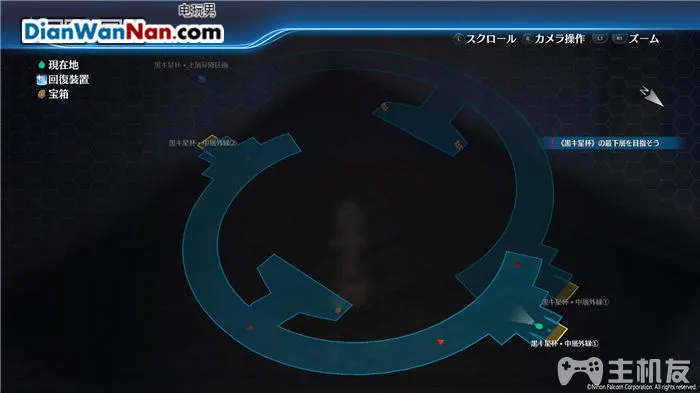 电玩男
DianWanNan.com
L スクロール R カメラ操作 L1 R1 ズーム
現在地
回復装置
宝箱
黒キ星杯・上層昇降区画
N
黒キ星杯・中層外縁②
《黒キ星杯》の最下層を目指そう
黒キ星杯・中層外縁①
黒キ星杯・中層外縁①
主机友
©Nihon Falcom Corporation. All rights reserved.